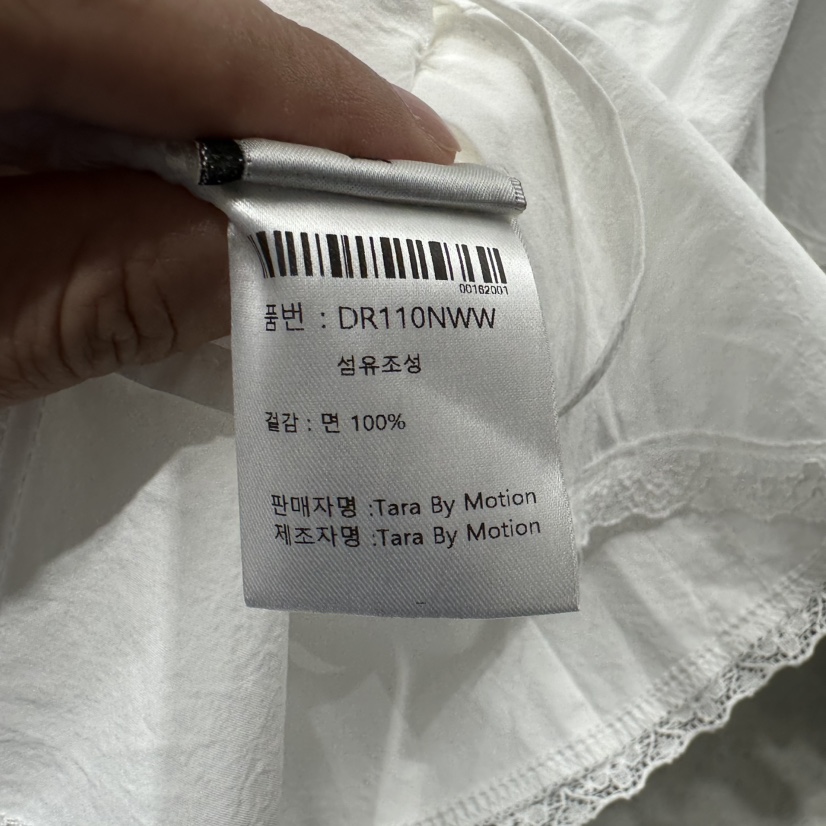 00162001
품번 : DR110NWW
섬유조성
겉감 : 면 100%
판매자명 :Tara By Motion
제조자명 :Tara By Motion